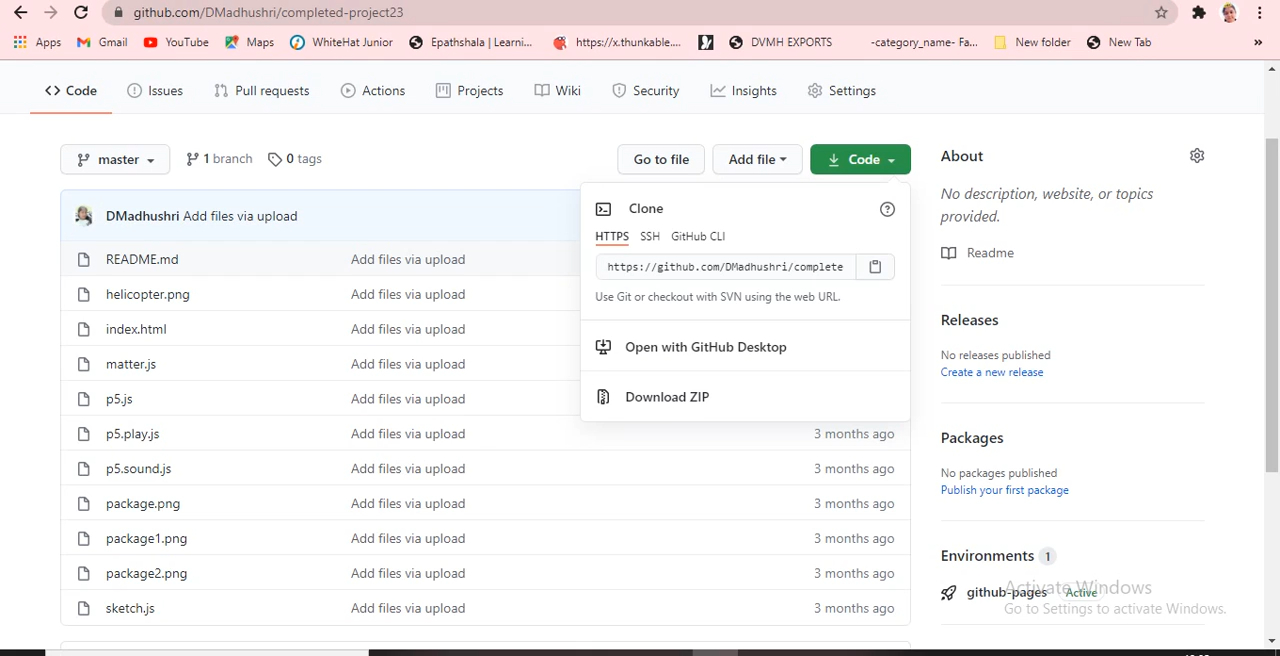 github.com/DMadhushri/completed-project23
Apps Gmail YouTube Maps WhiteHat Junior Epathshala | Learni... https://x.thunkable.... DVMH EXPORTS -category_name- Fa... New folder New Tab »
<> Code Issues Pull requests Actions Projects Wiki Security Insights Settings
master 1 branch 0 tags Go to file Add file Code
About
No description, website, or topics
provided.
Readme
DMadhushri Add files via upload
README.md Add files via upload
helicopter.png Add files via upload
index.html Add files via upload
matter.js Add files via upload
p5.js Add files via upload
p5.play.js Add files via upload 3 months ago
p5.sound.js Add files via upload 3 months ago
package.png Add files via upload 3 months ago
package1.png Add files via upload 3 months ago
package2.png Add files via upload 3 months ago
sketch.js Add files via upload 3 months ago
Clone
HTTPS SSH GitHub CLI
https://github.com/DMadhushri/complete
Use Git or checkout with SVN using the web URL.
Open with GitHub Desktop
Download ZIP
Releases
No releases published
Create a new release
Packages
No packages published
Publish your first package
Environments 1
github-pages Active
Activate Windows
Go to Settings to activate Windows.